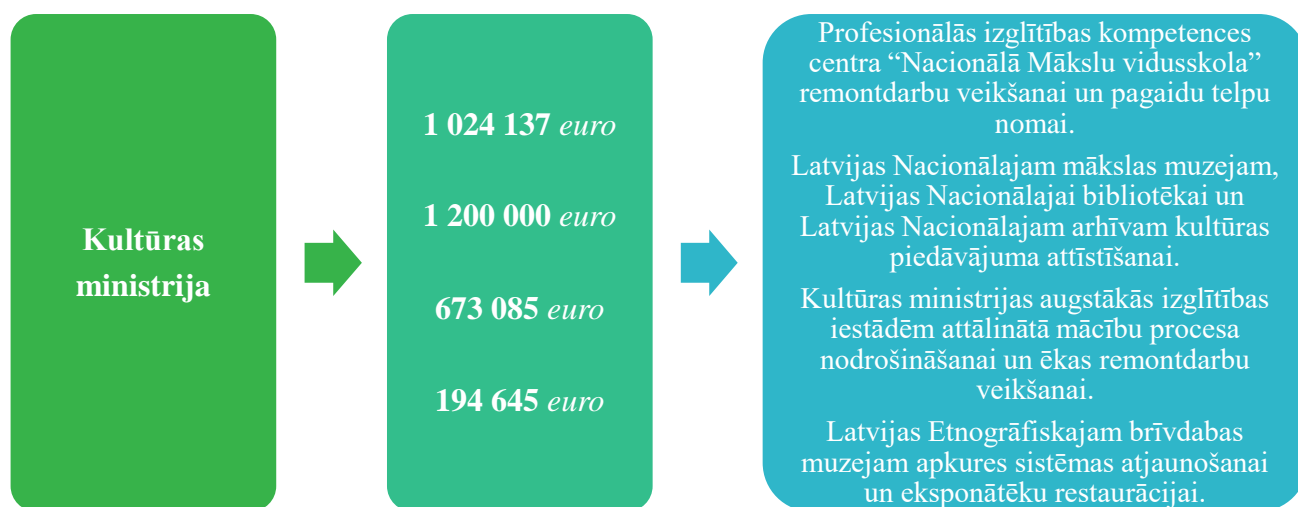 Kultūras
ministrija
1 024 137 euro
1 200 000 euro
673 085 euro
194 645 euro
Profesionālās izglītības kompetences
centra “Nacionālā Mākslu vidusskola”
remontdarbu veikšanai un pagaidu telpu
nomai.
Latvijas Nacionālajam mākslas muzejam,
Latvijas Nacionālajai bibliotēkai un
Latvijas Nacionālajam arhīvam kultūras
piedāvājuma attīstīšanai.
Kultūras ministrijas augstākās izglītības
iestādēm attālinātā mācību procesa
nodrošināšanai un ēkas remontdarbu
veikšanai.
Latvijas Etnogrāfiskajam brīvdabas
muzejam apkures sistēmas atjaunošanai
un eksponātēku restaurācijai.